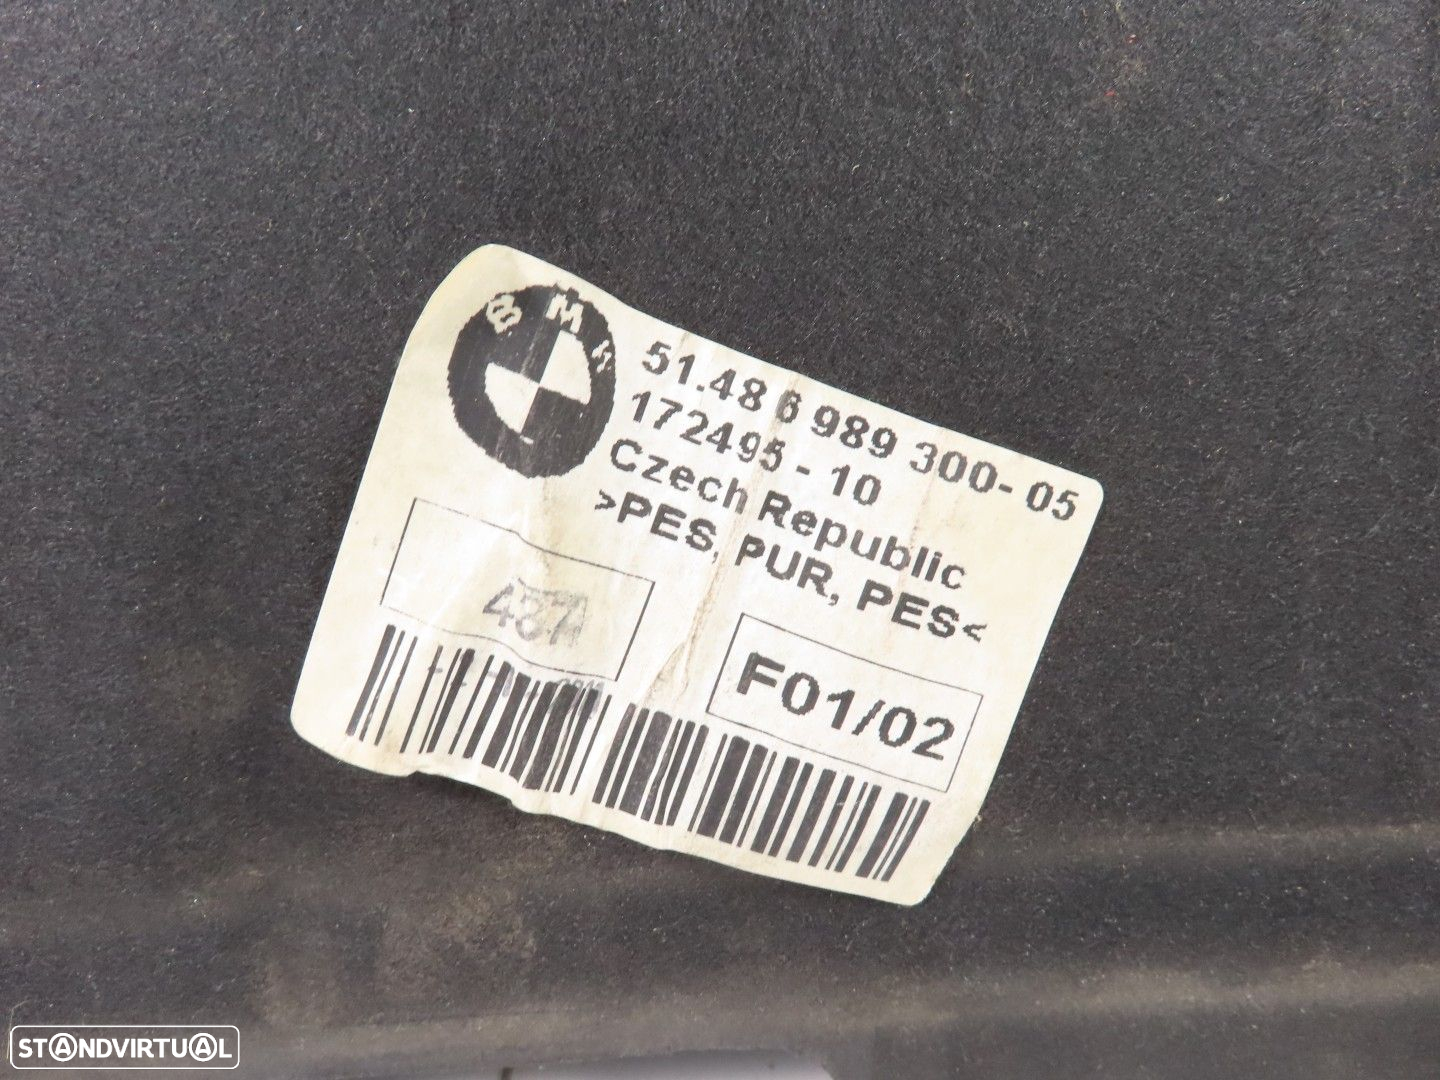 BMW
51.48 6 989 300-05
172495-10
Czech Republic
>PES, PUR, PES<
487
F01/02
STANDVIRTUAL